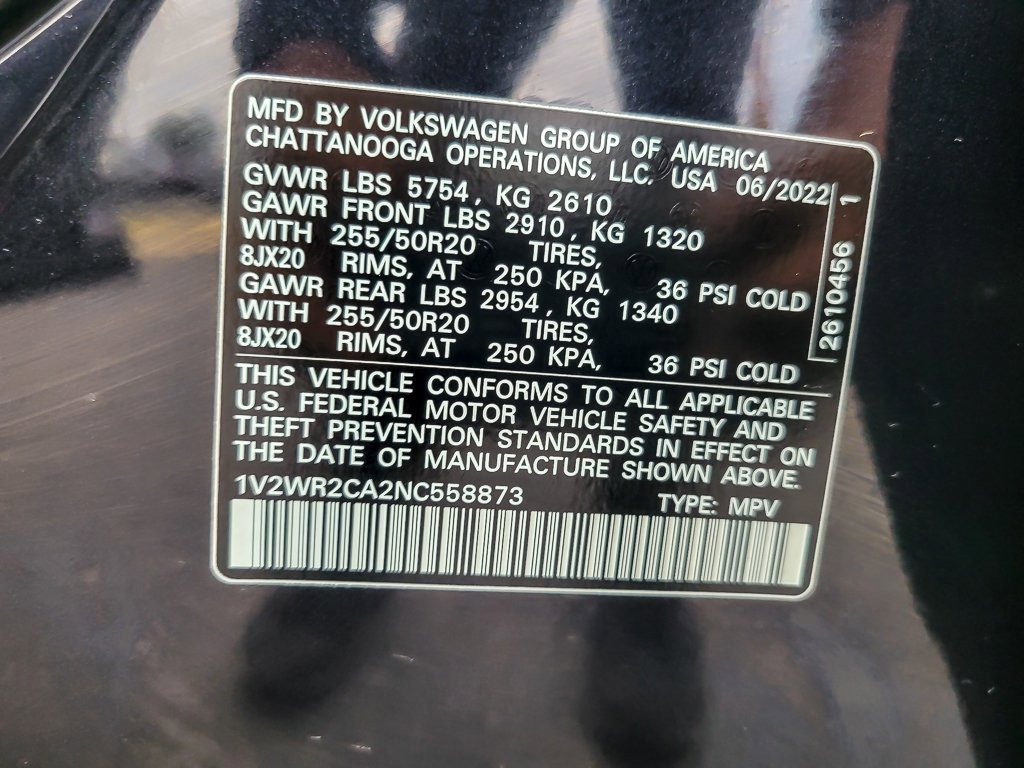 MFD BY VOLKSWAGEN GROUP OF AMERICA
CHATTANOOGA OPERATIONS, LLC. USA 06/2022
GVWR LBS 5754, KG 2610
GAWR FRONT LBS 2910, KG 1320
WITH 255/50R20 TIRES,
8JX20 RIMS, AT 250 KPA, 36 PSI COLD
GAWR REAR LBS 2954, KG 1340
WITH 255/50R20 TIRES,
8JX20 RIMS, AT 250 KPA, 36 PSI COLD
2610456 1
THIS VEHICLE CONFORMS TO ALL APPLICABLE
U.S. FEDERAL MOTOR VEHICLE SAFETY AND
THEFT PREVENTION STANDARDS IN EFFECT ON
THE DATE OF MANUFACTURE SHOWN ABOVE.
1V2WR2CA2NC558873 TYPE: MPV